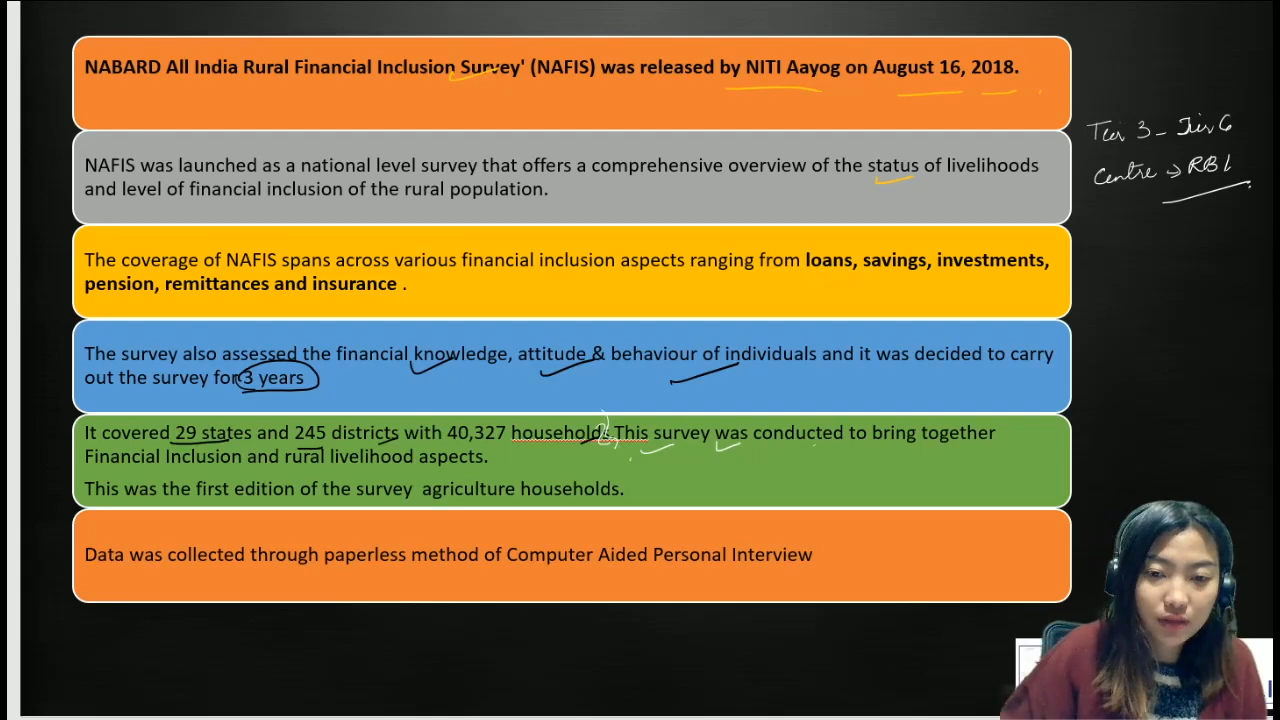 NABARD All India Rural Financial Inclusion Survey' (NAFIS) was released by NITI Aayog on August 16, 2018.
NAFIS was launched as a national level survey that offers a comprehensive overview of the status of livelihoods
and level of financial inclusion of the rural population.
The coverage of NAFIS spans across various financial inclusion aspects ranging from loans, savings, investments,
pension, remittances and insurance .
The survey also assessed the financial knowledge, attitude & behaviour of individuals and it was decided to carry
out the survey for 3 years
It covered 29 states and 245 districts with 40,327 households.This survey was conducted to bring together
Financial Inclusion and rural livelihood aspects.
This was the first edition of the survey  agriculture households.
Data was collected through paperless method of Computer Aided Personal Interview
Tier 3 - Tier 6
Centre → RBI